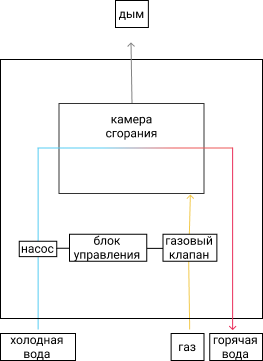 дым
камера
сгорания
насос
блок
управления
газовый
клапан
холодная
вода
газ
горячая
вода